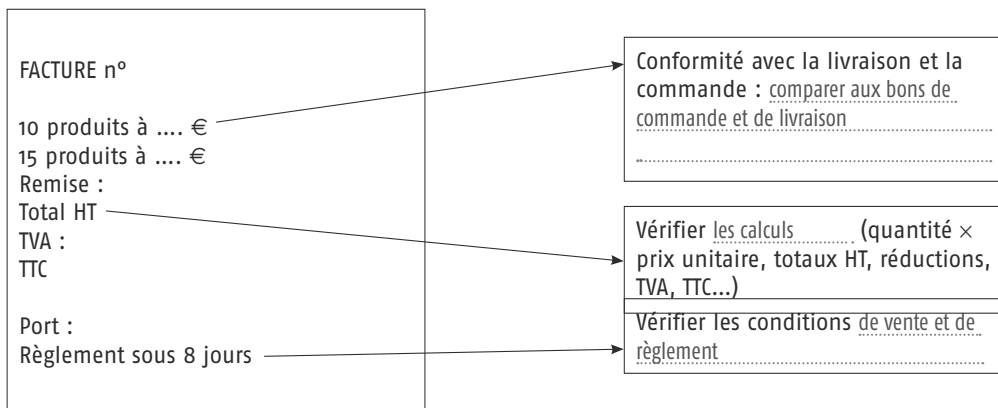 FACTURE nº
10 produits à .... €
15 produits à .... €
Remise :
Total HT
TVA :
TTC
Port :
Règlement sous 8 jours
Conformité avec la livraison et la
commande : comparer aux bons de
commande et de livraison
Vérifier les calculs (quantité ×
prix unitaire, totaux HT, réductions,
TVA, TTC...)
Vérifier les conditions de vente et de
règlement